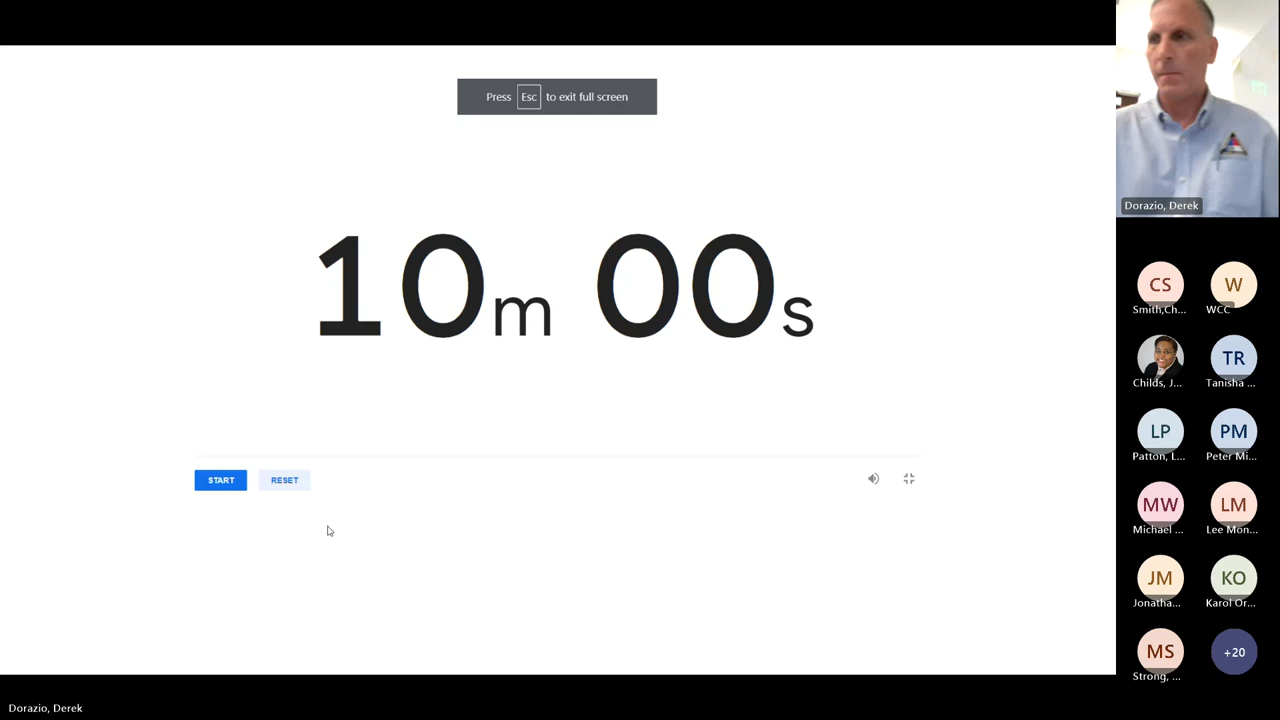 Press Esc to exit full screen
10m 00s
START RESET
Dorazio, Derek
CS W
Smith,Ch... WCC
TR
Childs, J... Tanisha ...
LP PM
Patton, L... Peter Mi...
MW LM
Michael ... Lee Mon...
JM KO
Jonatha... Karol Or...
MS +20
Strong, ...
Dorazio, Derek